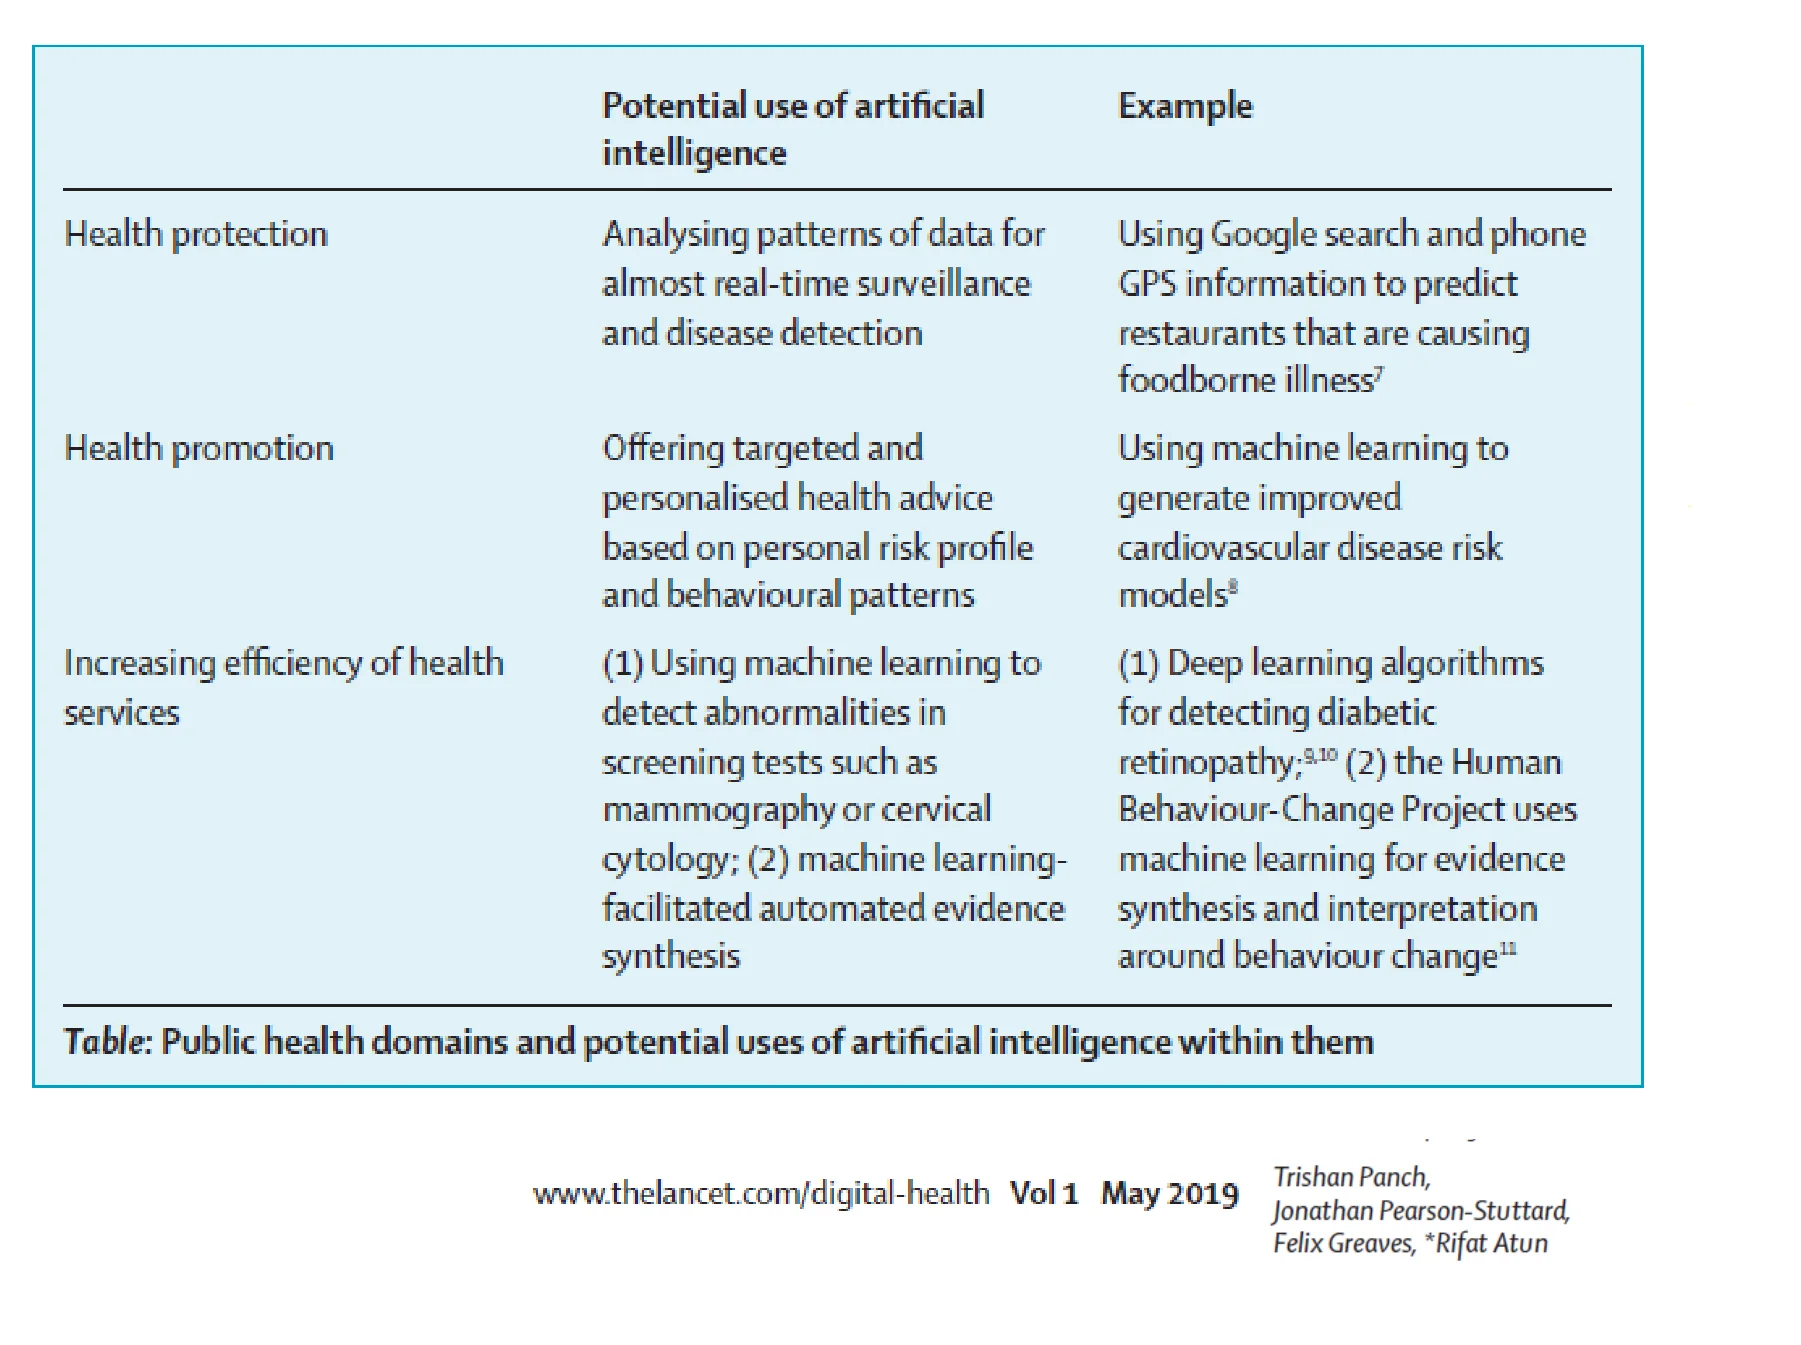 Potential use of artificial intelligence
Example
Health protection
Analysing patterns of data for
almost real-time surveillance
and disease detection
Using Google search and phone
GPS information to predict
restaurants that are causing
foodborne illness⁷
Health promotion
Offering targeted and
personalised health advice
based on personal risk profile
and behavioural patterns
Using machine learning to
generate improved
cardiovascular disease risk
models⁸
Increasing efficiency of health
services
(1) Using machine learning to
detect abnormalities in
screening tests such as
mammography or cervical
cytology; (2) machine learning-
facilitated automated evidence
synthesis
(1) Deep learning algorithms
for detecting diabetic
retinopathy;⁹,¹⁰ (2) the Human
Behaviour-Change Project uses
machine learning for evidence
synthesis and interpretation
around behaviour change¹¹
Table: Public health domains and potential uses of artificial intelligence within them
www.thelancet.com/digital-health Vol 1 May 2019
Trishan Panch,
Jonathan Pearson-Stuttard,
Felix Greaves, *Rifat Atun